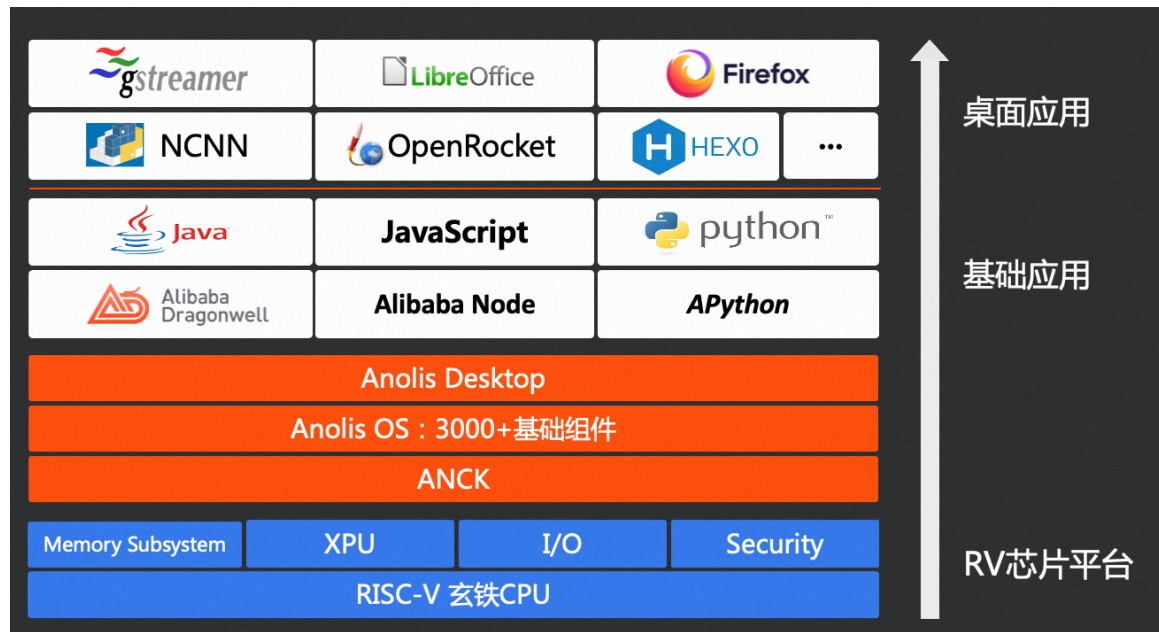 gstreamer
LibreOffice
Firefox
桌面应用
NCNN
OpenRocket
HEXO
...
Java
JavaScript
python™
基础应用
Alibaba
Dragonwell
Alibaba Node
APython
Anolis Desktop
Anolis OS：3000+基础组件
ANCK
Memory Subsystem
XPU
I/O
Security
RV芯片平台
RISC-V 玄铁CPU